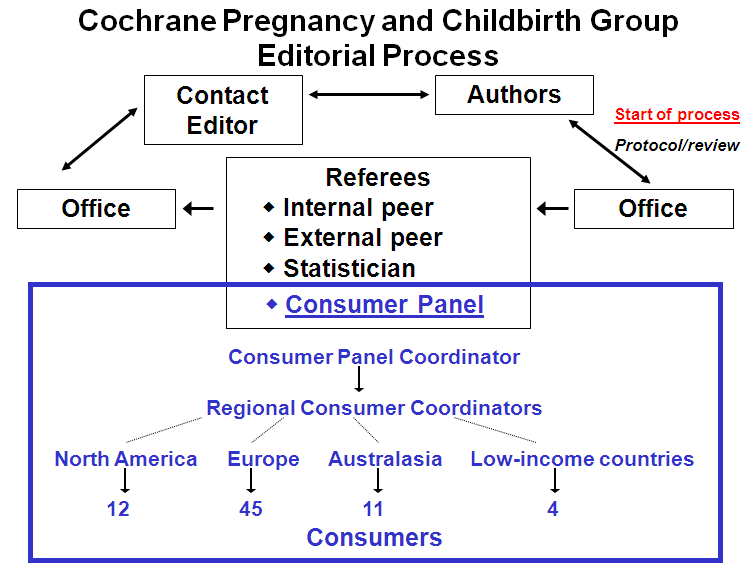 Cochrane Pregnancy and Childbirth Group
Editorial Process
Contact
Editor
Authors
Start of process
Protocol/review
Office
Referees
◆ Internal peer
◆ External peer
◆ Statistician
◆ Consumer Panel
Office
Consumer Panel Coordinator
Regional Consumer Coordinators
North America
Europe
Australasia
Low-income countries
12
45
11
4
Consumers